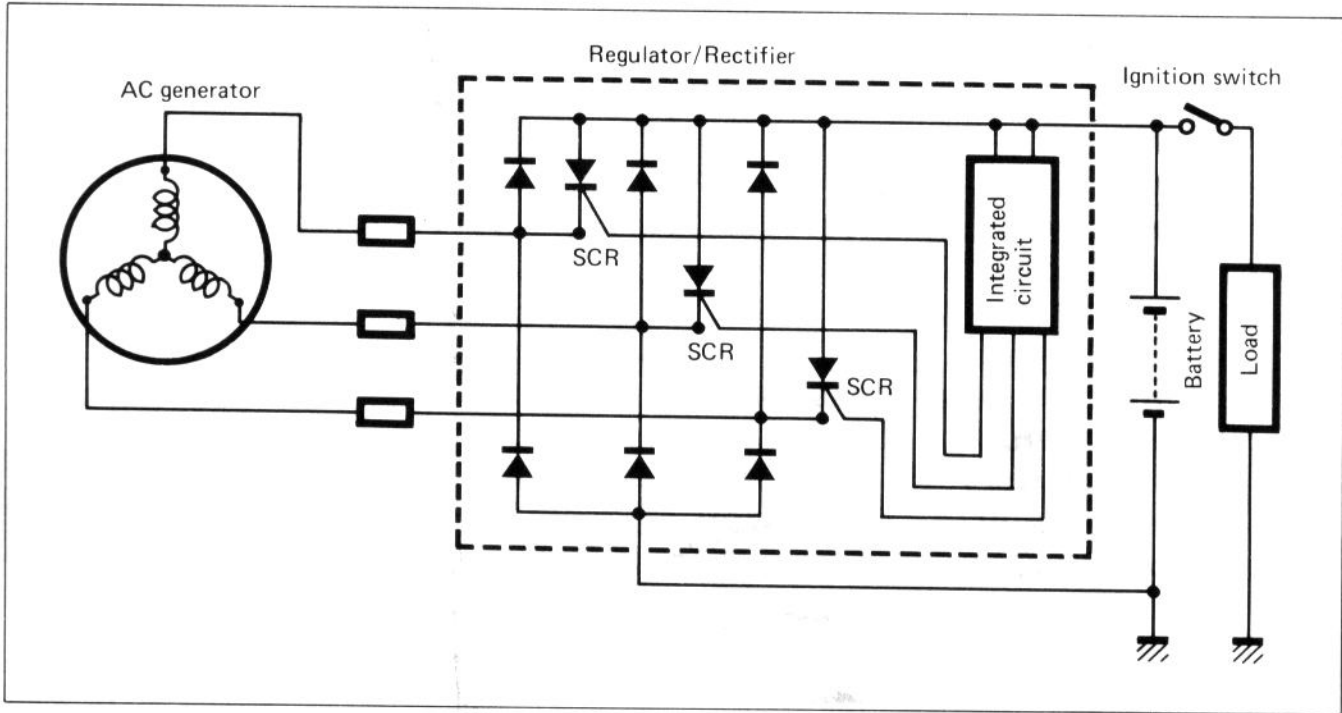 Regulator/Rectifier
AC generator
Ignition switch
SCR
SCR
SCR
Integrated
circuit
Battery
Load